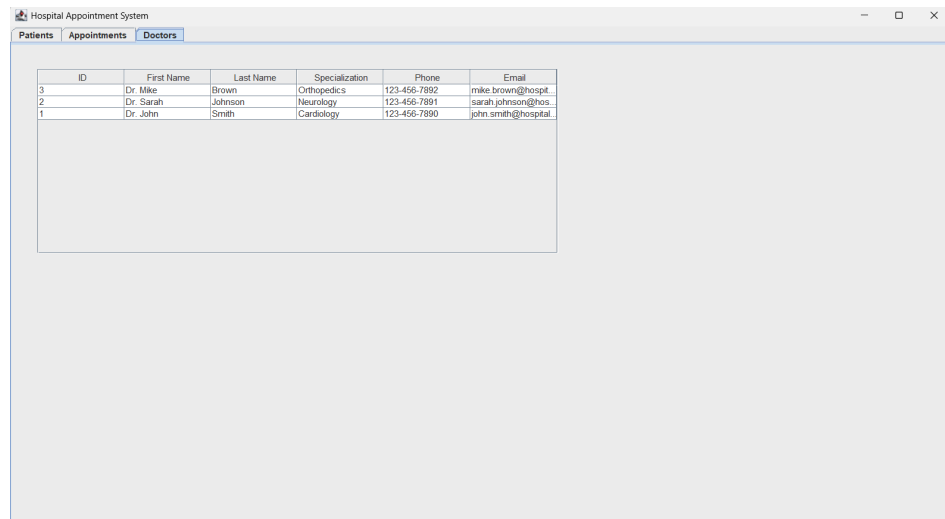 Hospital Appointment System
Patients Appointments Doctors
ID First Name Last Name Specialization Phone Email
3 Dr. Mike Brown Orthopedics 123-456-7892 mike.brown@hospit...
2 Dr. Sarah Johnson Neurology 123-456-7891 sarah.johnson@hos...
1 Dr. John Smith Cardiology 123-456-7890 john.smith@hospital...